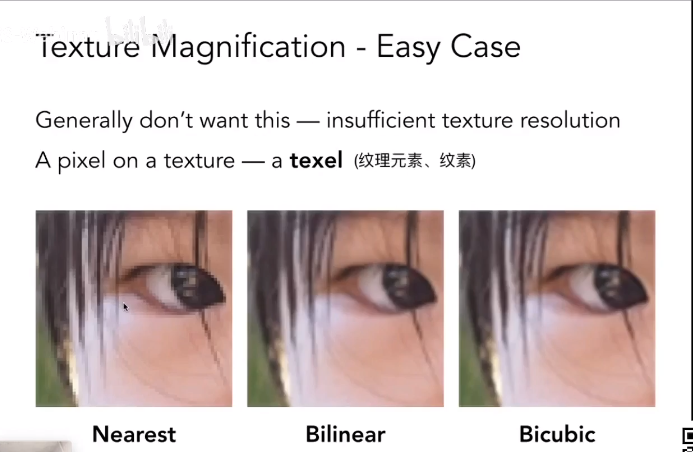 Texture Magnification - Easy Case
Generally don't want this — insufficient texture resolution
A pixel on a texture — a texel (纹理元素、纹素)
Nearest
Bilinear
Bicubic